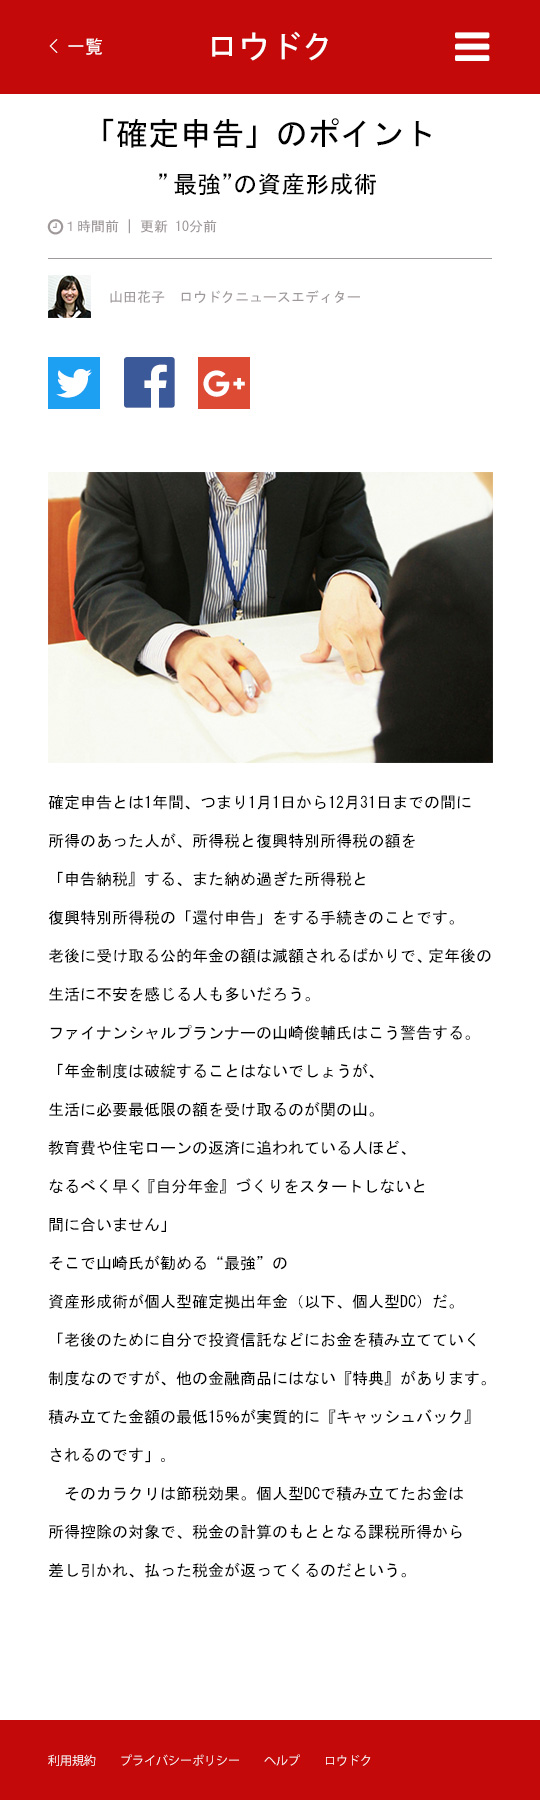 く 一覧
ロウドク
「確定申告」のポイント
”最強”の資産形成術
1時間前 | 更新 10分前
山田花子　ロウドクニュースエディター
G+
確定申告とは1年間、つまり1月1日から12月31日までの間に
所得のあった人が、所得税と復興特別所得税の額を
「申告納税』する、また納め過ぎた所得税と
復興特別所得税の「還付申告」をする手続きのことです。
老後に受け取る公的年金の額は減額されるばかりで、定年後の
生活に不安を感じる人も多いだろう。
ファイナンシャルプランナーの山崎俊輔氏はこう警告する。
「年金制度は破綻することはないでしょうが、
生活に必要最低限の額を受け取るのが関の山。
教育費や住宅ローンの返済に追われている人ほど、
なるべく早く『自分年金』づくりをスタートしないと
間に合いません」
そこで山崎氏が勧める“最強”の
資産形成術が個人型確定拠出年金（以下、個人型DC）だ。
「老後のために自分で投資信託などにお金を積み立てていく
制度なのですが、他の金融商品にはない『特典』があります。
積み立てた金額の最低15%が実質的に『キャッシュバック』
されるのです」。
　そのカラクリは節税効果。個人型DCで積み立てたお金は
所得控除の対象で、税金の計算のもととなる課税所得から
差し引かれ、払った税金が返ってくるのだという。
利用規約　プライバシーポリシー　ヘルプ　ロウドク